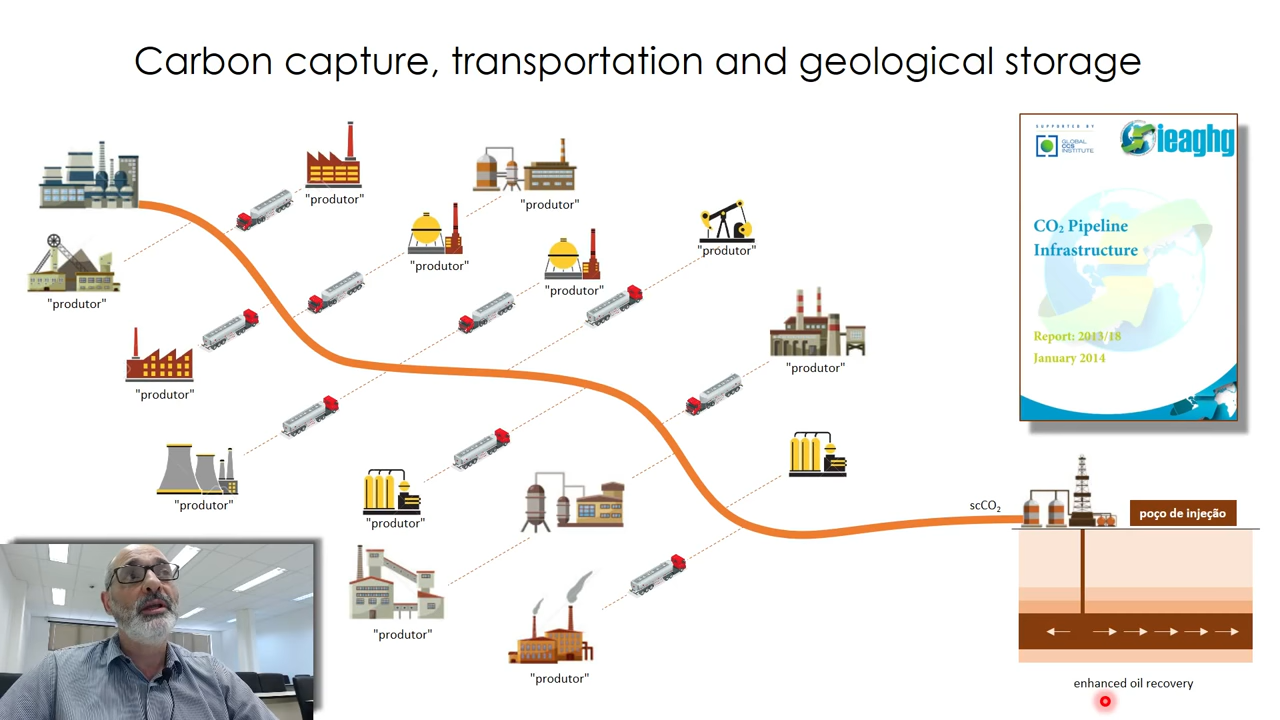 Carbon capture, transportation and geological storage
SUPPORTED BY
GLOBAL
CCS
INSTITUTE
ieaghg
CO₂ Pipeline
Infrastructure
Report: 2013/18
January 2014
"produtor"
"produtor"
"produtor"
"produtor"
"produtor"
"produtor"
"produtor"
"produtor"
"produtor"
"produtor"
"produtor"
"produtor"
scCO₂
poço de injeção
enhanced oil recovery